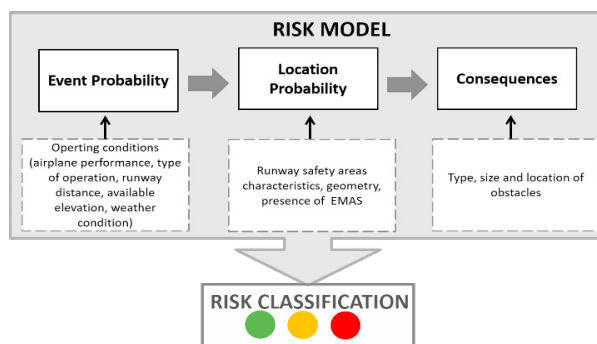 RISK MODEL
Event Probability
Location
Probability
Consequences
Operting conditions
(airplane performance, type
of operation, runway
distance, available
elevation, weather
condition)
Runway safety areas
characteristics, geometry,
presence of EMAS
Type, size and location of
obstacles
RISK CLASSIFICATION